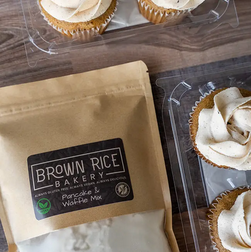 BROWN RICE
BAKERY
Pancake &
Waffle Mix